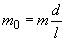 m₀ = m d/l